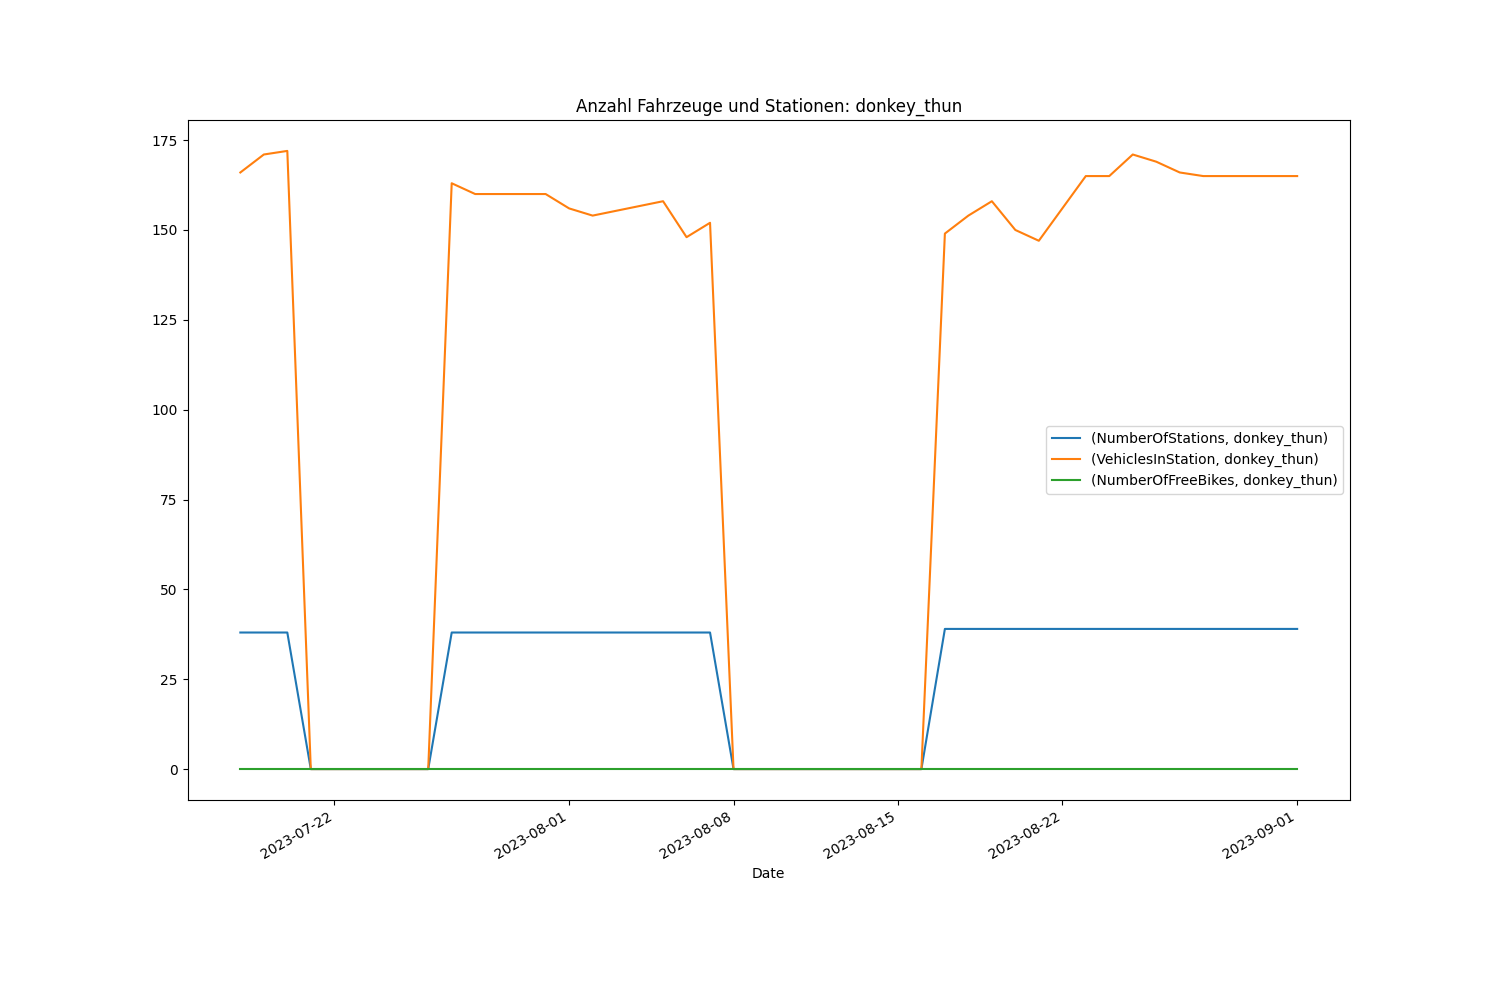 Anzahl Fahrzeuge und Stationen: donkey_thun
175
150
125
100
75
50
25
0
(NumberOfStations, donkey_thun)
(VehiclesInStation, donkey_thun)
(NumberOfFreeBikes, donkey_thun)
2023-07-22
2023-08-01
2023-08-08
2023-08-15
2023-08-22
2023-09-01
Date